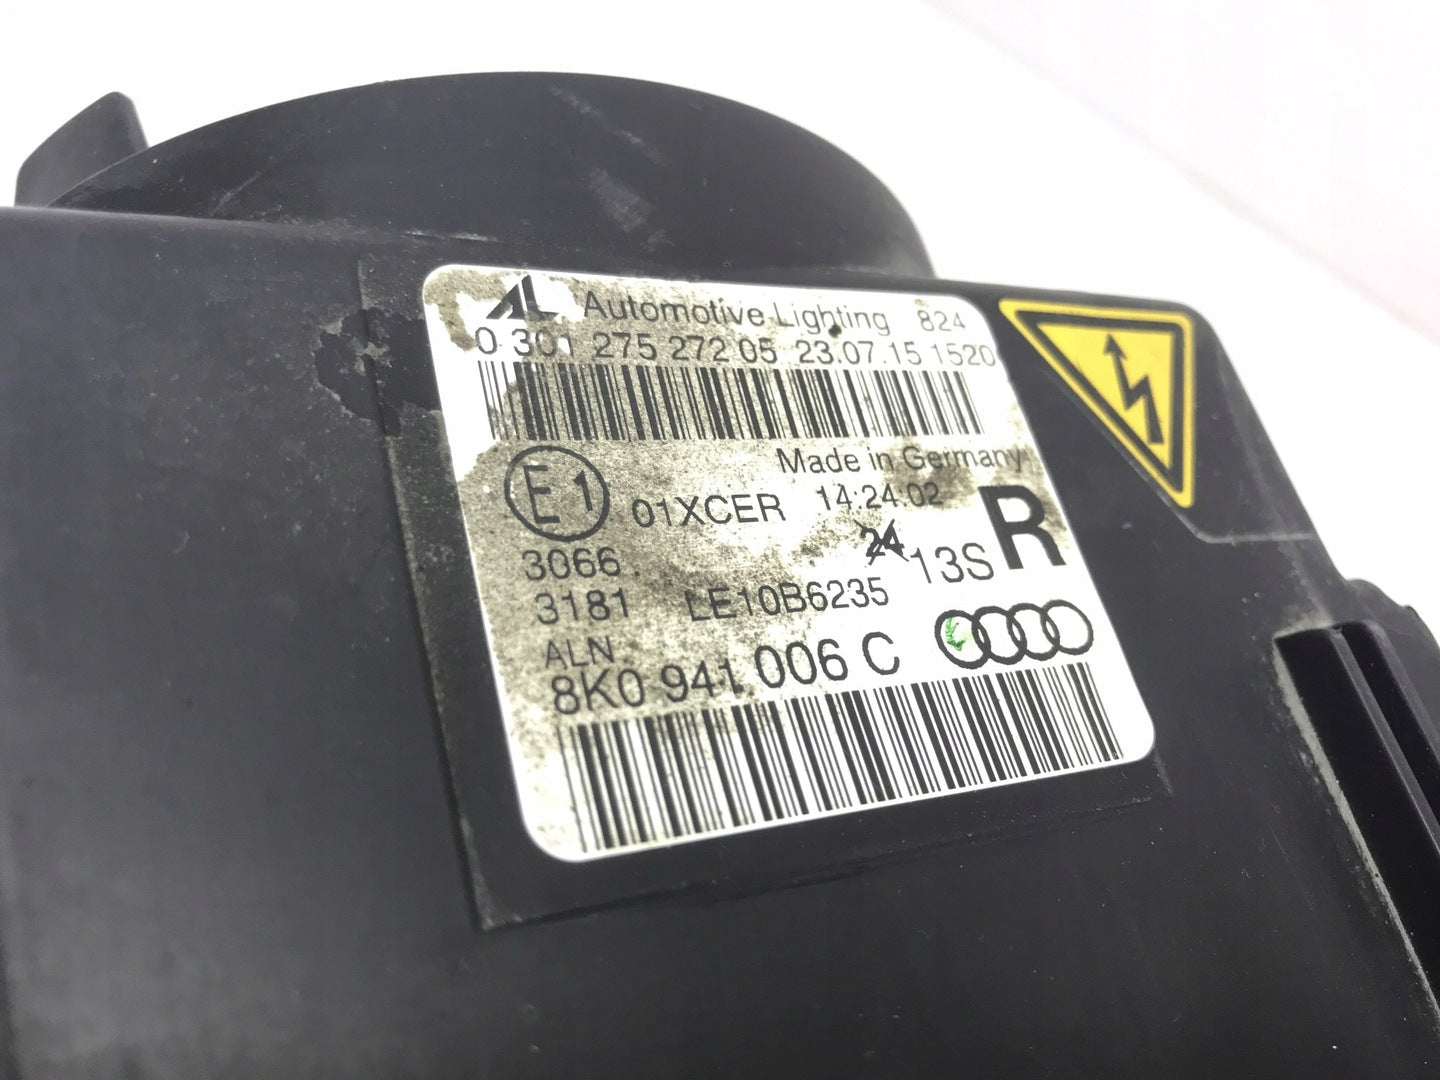 AL Automotive Lighting 824
0 301 275 272 05 23.07.15 1520
Made in Germany
E1 01XCER 14:24:02
3066 24 13S R
3181 LE10B6235
ALN
8K0 941 006 C